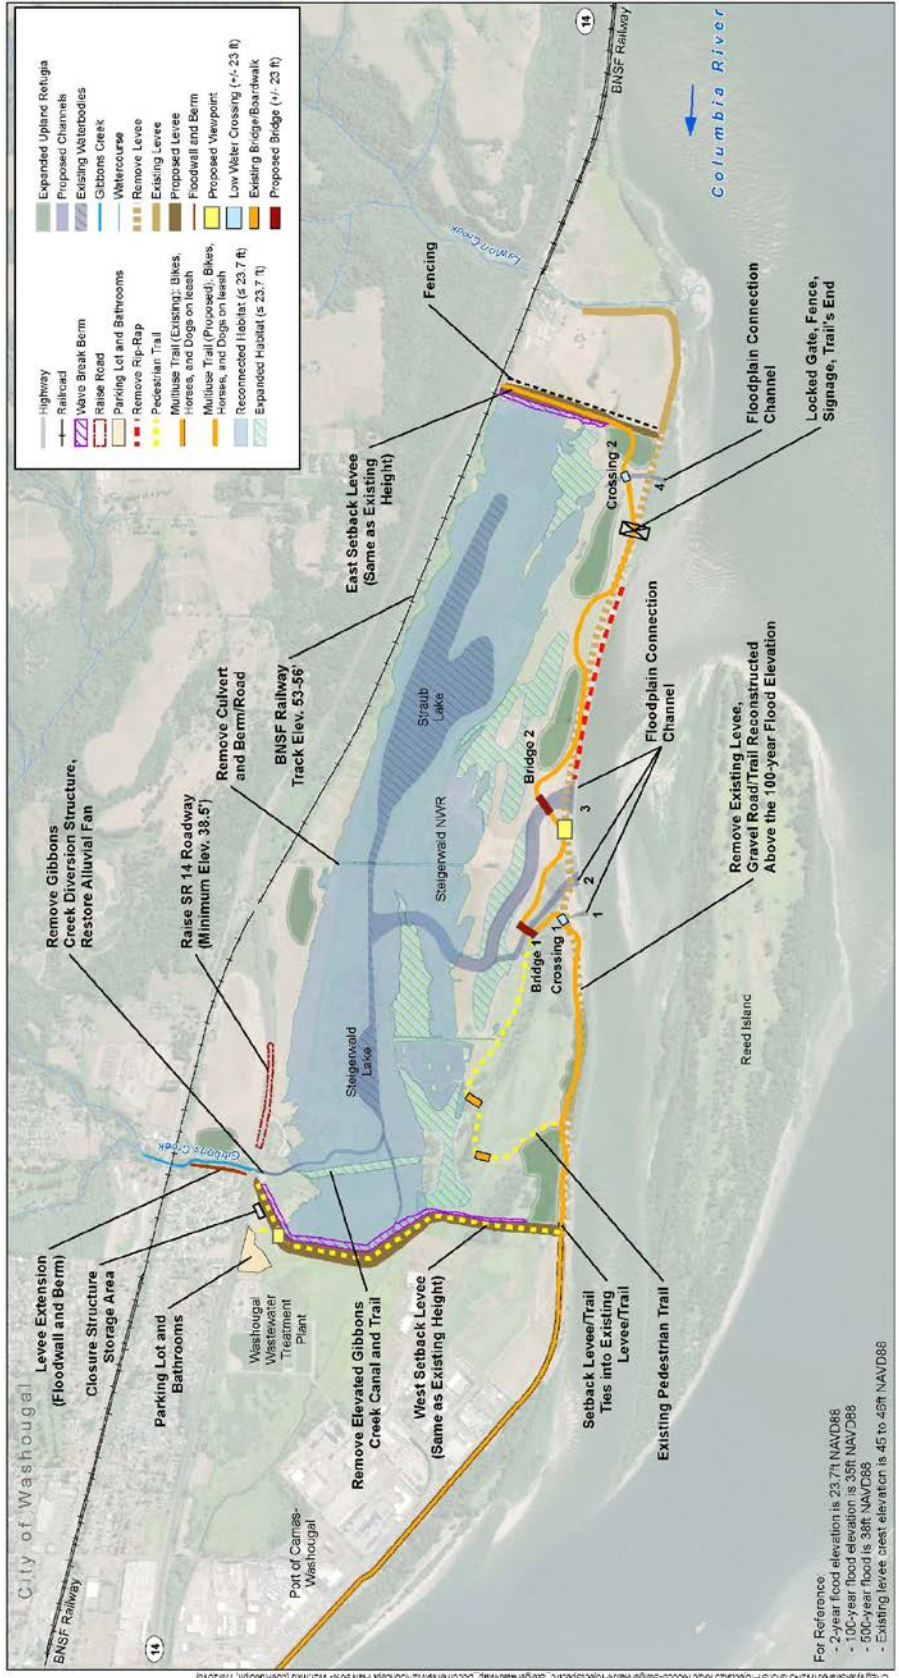 City of Washougal
BNSF Railway
14
Port of Camas-
Washougal
Levee Extension
(Floodwall and Berm)
Closure Structure
Storage Area
Parking Lot and
Bathrooms
Washougal
Wastewater
Treatment
Plant
Remove Elevated Gibbons
Creek Canal and Trail
West Setback Levee
(Same as Existing Height)
Setback Levee/Trail
Ties into Existing
Levee/Trail
Existing Pedestrian Trail
Gibbons Creek
Remove Gibbons
Creek Diversion Structure,
Restore Alluvial Fan
Raise SR 14 Roadway
(Minimum Elev. 38.5')
Remove Culvert
and Berm/Road
BNSF Railway
Track Elev. 53-56'
East Setback Levee
(Same as Existing
Height)
Fencing
Lawton Creek
Steigerwald
Lake
Straub
Lake
Steigerwald NWR
Bridge 1
Crossing 1
Bridge 2
Crossing 2
1
2
3
4
Floodplain Connection
Channel
Floodplain Connection
Channel
Locked Gate, Fence,
Signage, Trail's End
Remove Existing Levee,
Gravel Road/Trail Reconstructed
Above the 100-year Flood Elevation
Reed Island
14
BNSF Railway
Columbia River
Highway
Railroad
Wave Break Berm
Raise Road
Parking Lot and Bathrooms
Remove Rip-Rap
Pedestrian Trail
Multiuse Trail (Existing): Bikes,
Horses, and Dogs on leash
Multiuse Trail (Proposed), Bikes,
Horses, and Dogs on leash
Reconnected Habitat (≤ 23.7 ft)
Expanded Habitat (≤ 23.7 ft)
Expanded Upland Refugia
Proposed Channels
Existing Waterbodies
Gibbons Creek
Watercourse
Remove Levee
Existing Levee
Proposed Levee
Floodwall and Berm
Proposed Viewpoint
Low Water Crossing (+/- 23 ft)
Existing Bridge/Boardwalk
Proposed Bridge (+/- 23 ft)
For Reference:
- 2-year flood elevation is 23.7ft NAVD88
- 100-year flood elevation is 35ft NAVD88
- 500-year flood is 38ft NAVD88
- Existing levee crest elevation is 45 to 46ft NAVD88